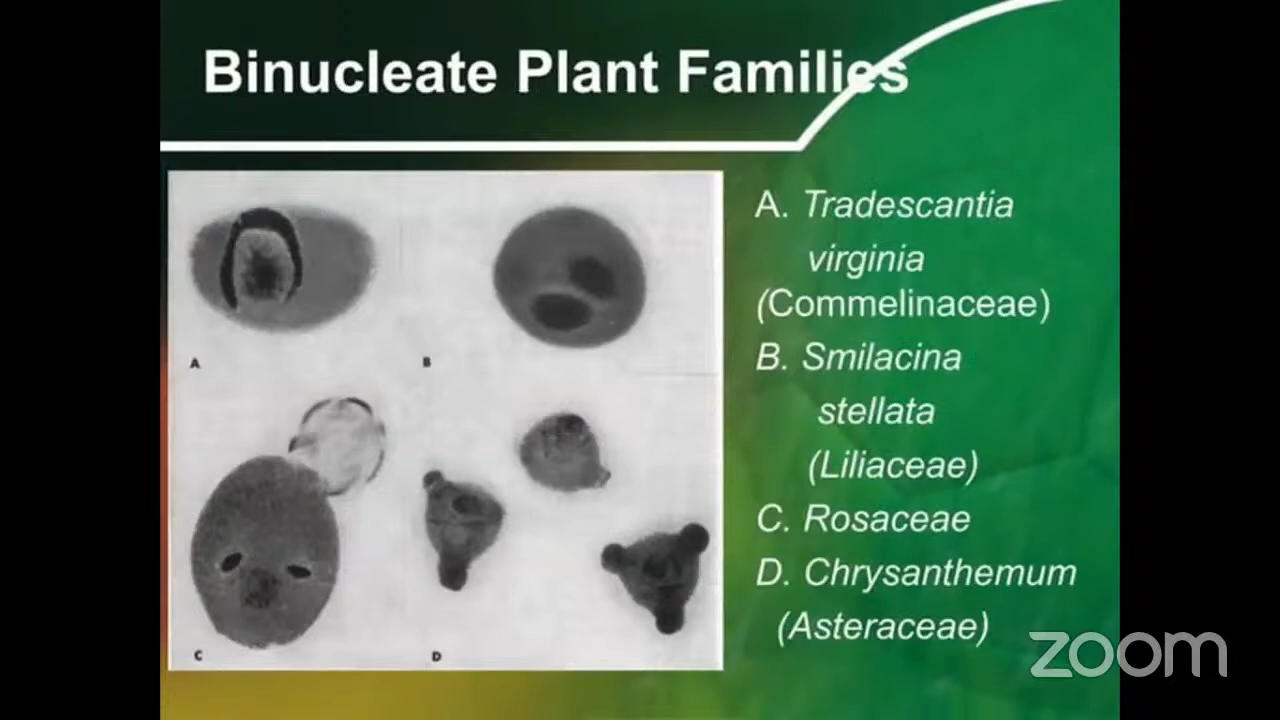 Binucleate Plant Families
A. Tradescantia
virginia
(Commelinaceae)
B. Smilacina
stellata
(Liliaceae)
C. Rosaceae
D. Chrysanthemum
(Asteraceae)
A
B
C
D
zoom